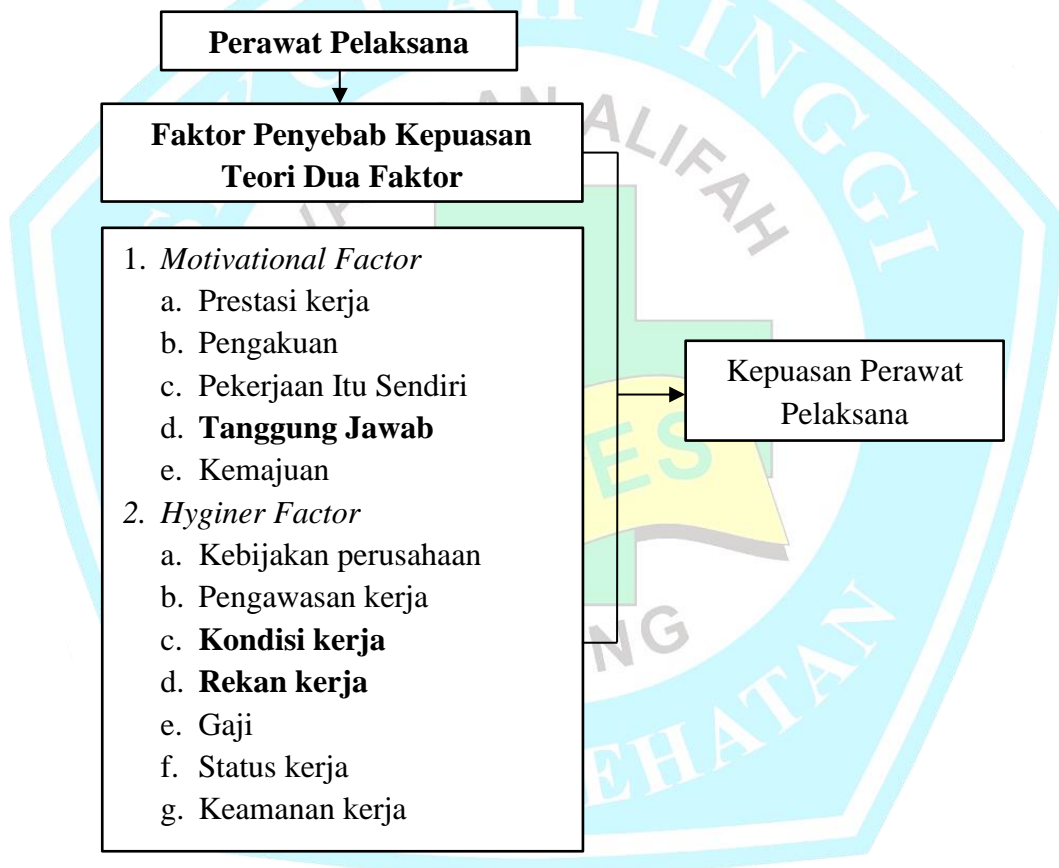 Perawat Pelaksana
Faktor Penyebab Kepuasan
Teori Dua Faktor
1. Motivational Factor
a. Prestasi kerja
b. Pengakuan
c. Pekerjaan Itu Sendiri
d. Tanggung Jawab
e. Kemajuan
2. Hyginer Factor
a. Kebijakan perusahaan
b. Pengawasan kerja
c. Kondisi kerja
d. Rekan kerja
e. Gaji
f. Status kerja
g. Keamanan kerja
Kepuasan Perawat
Pelaksana
TINGGI
ALIFAH